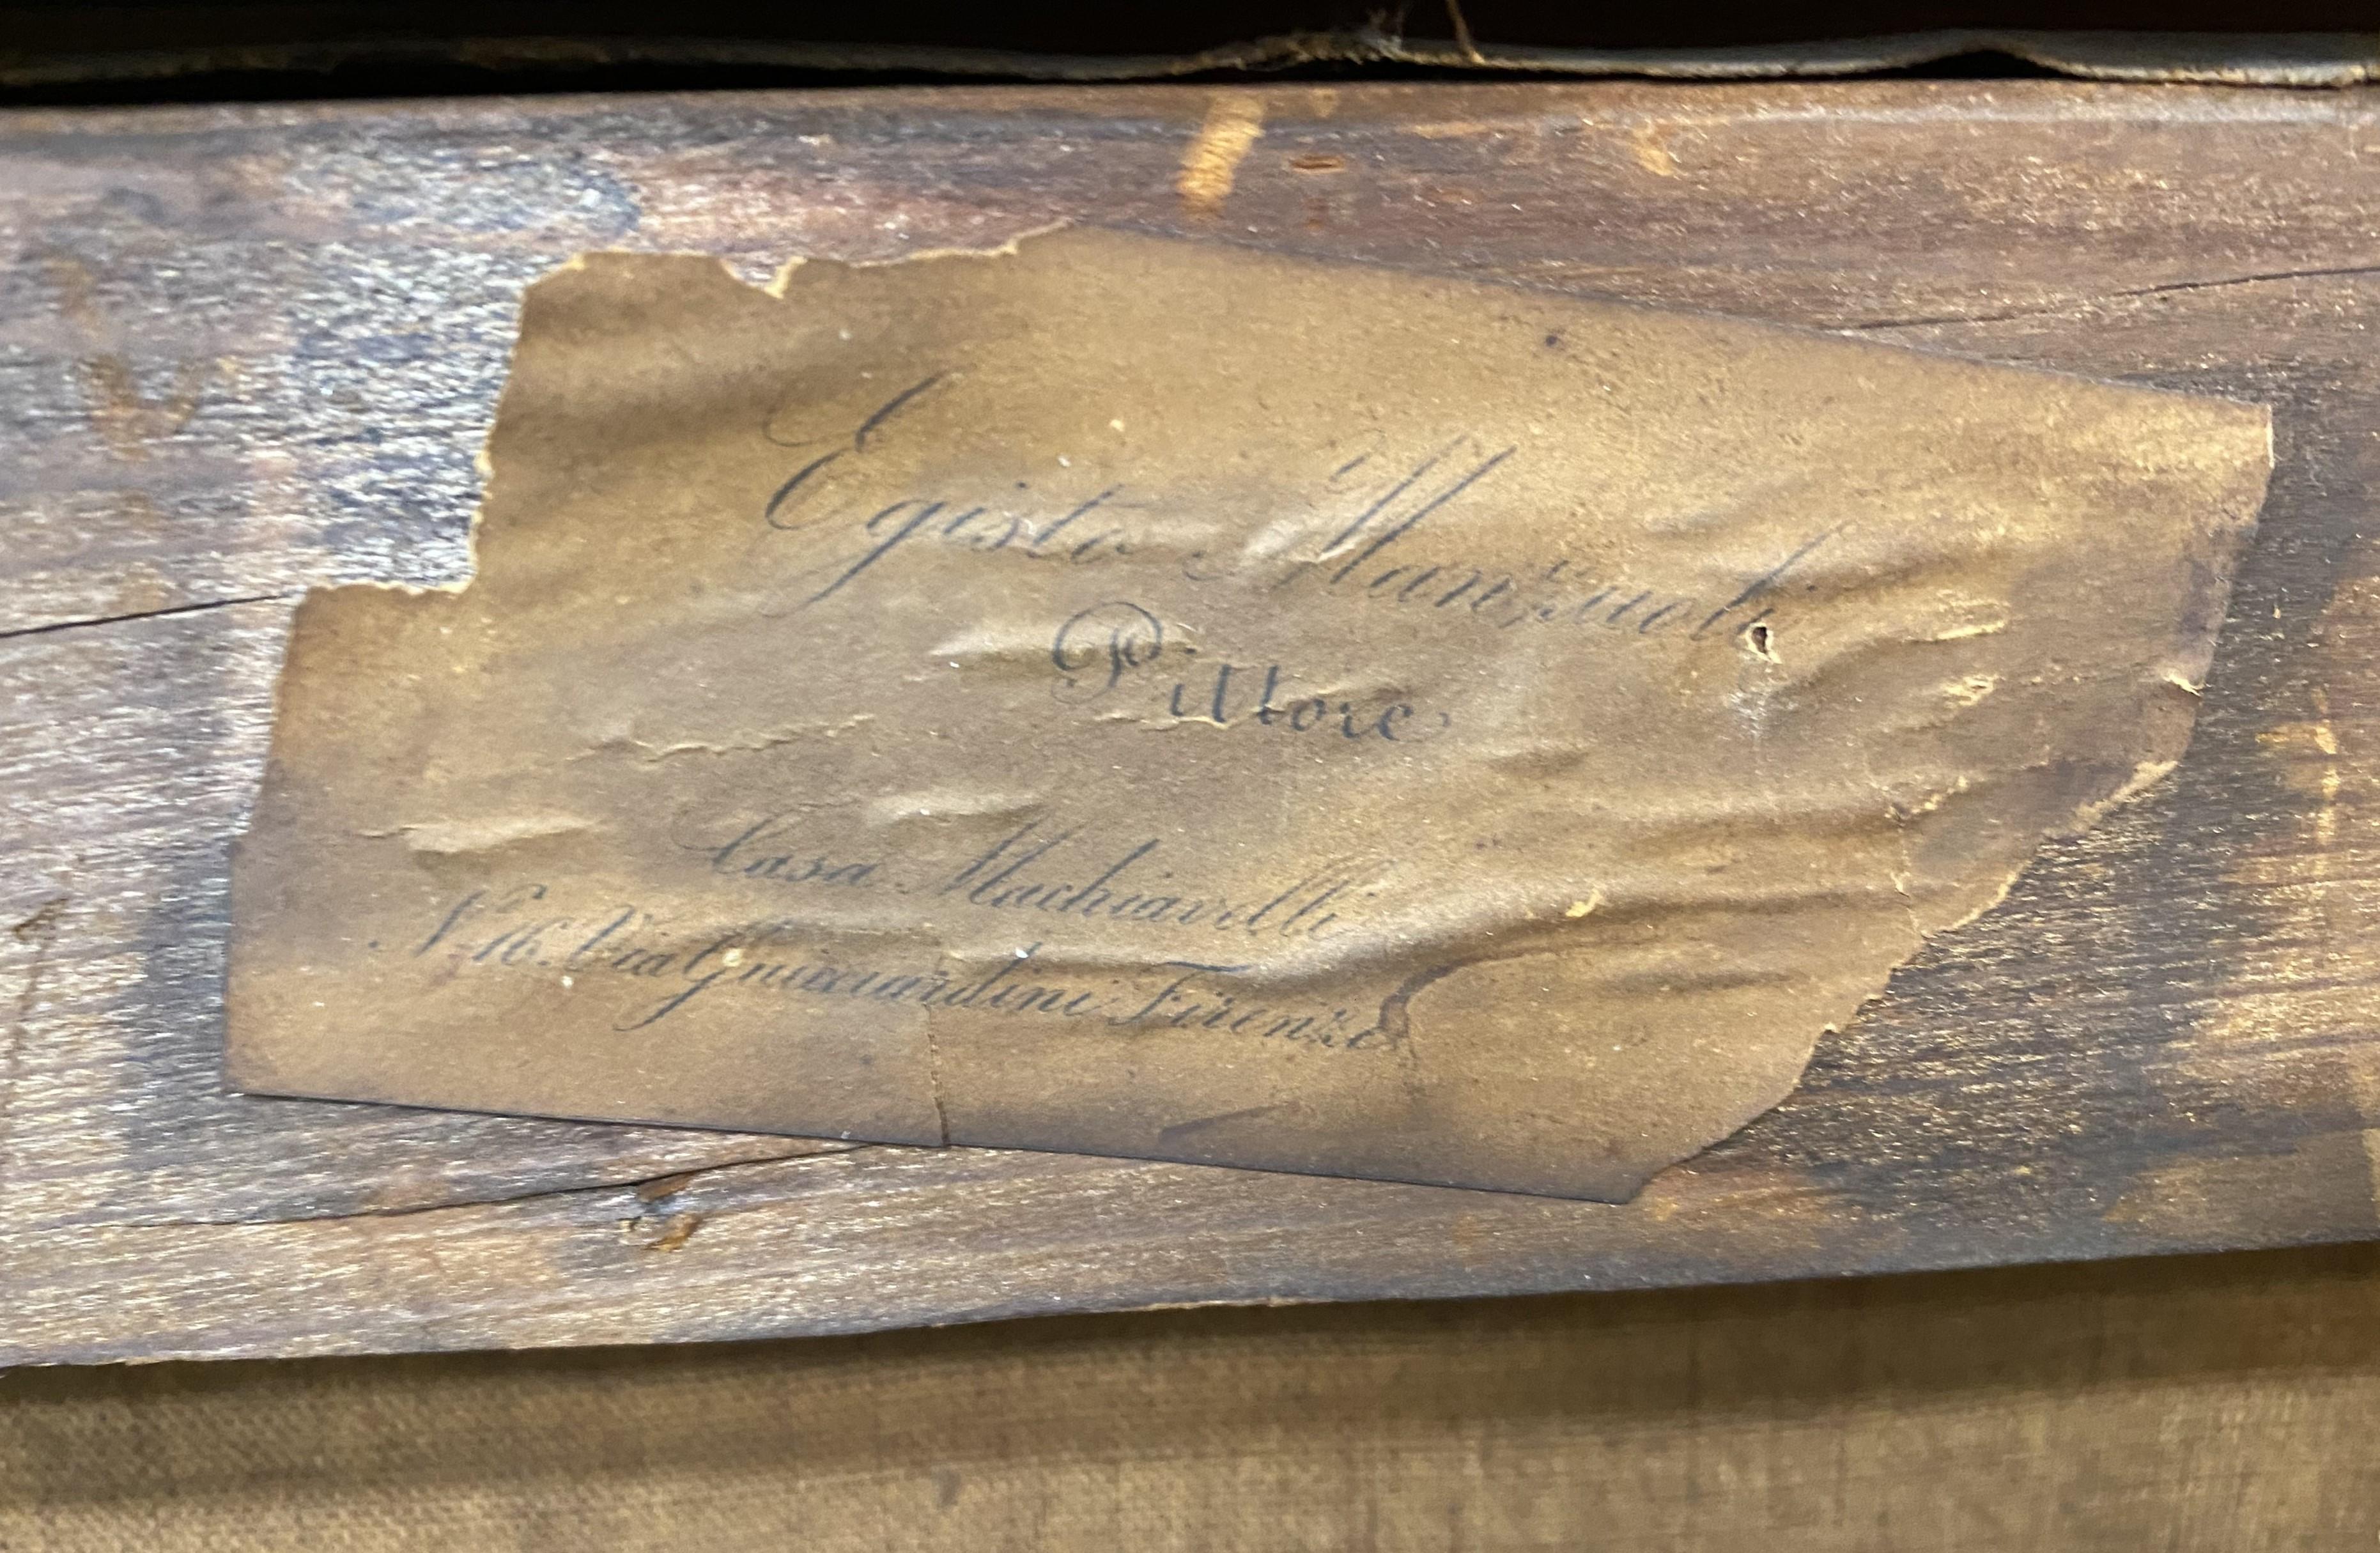 Egisto Manzuoli
Pittore
Casa Machiavelli
N.º 16. Via Guicciardini Firenze